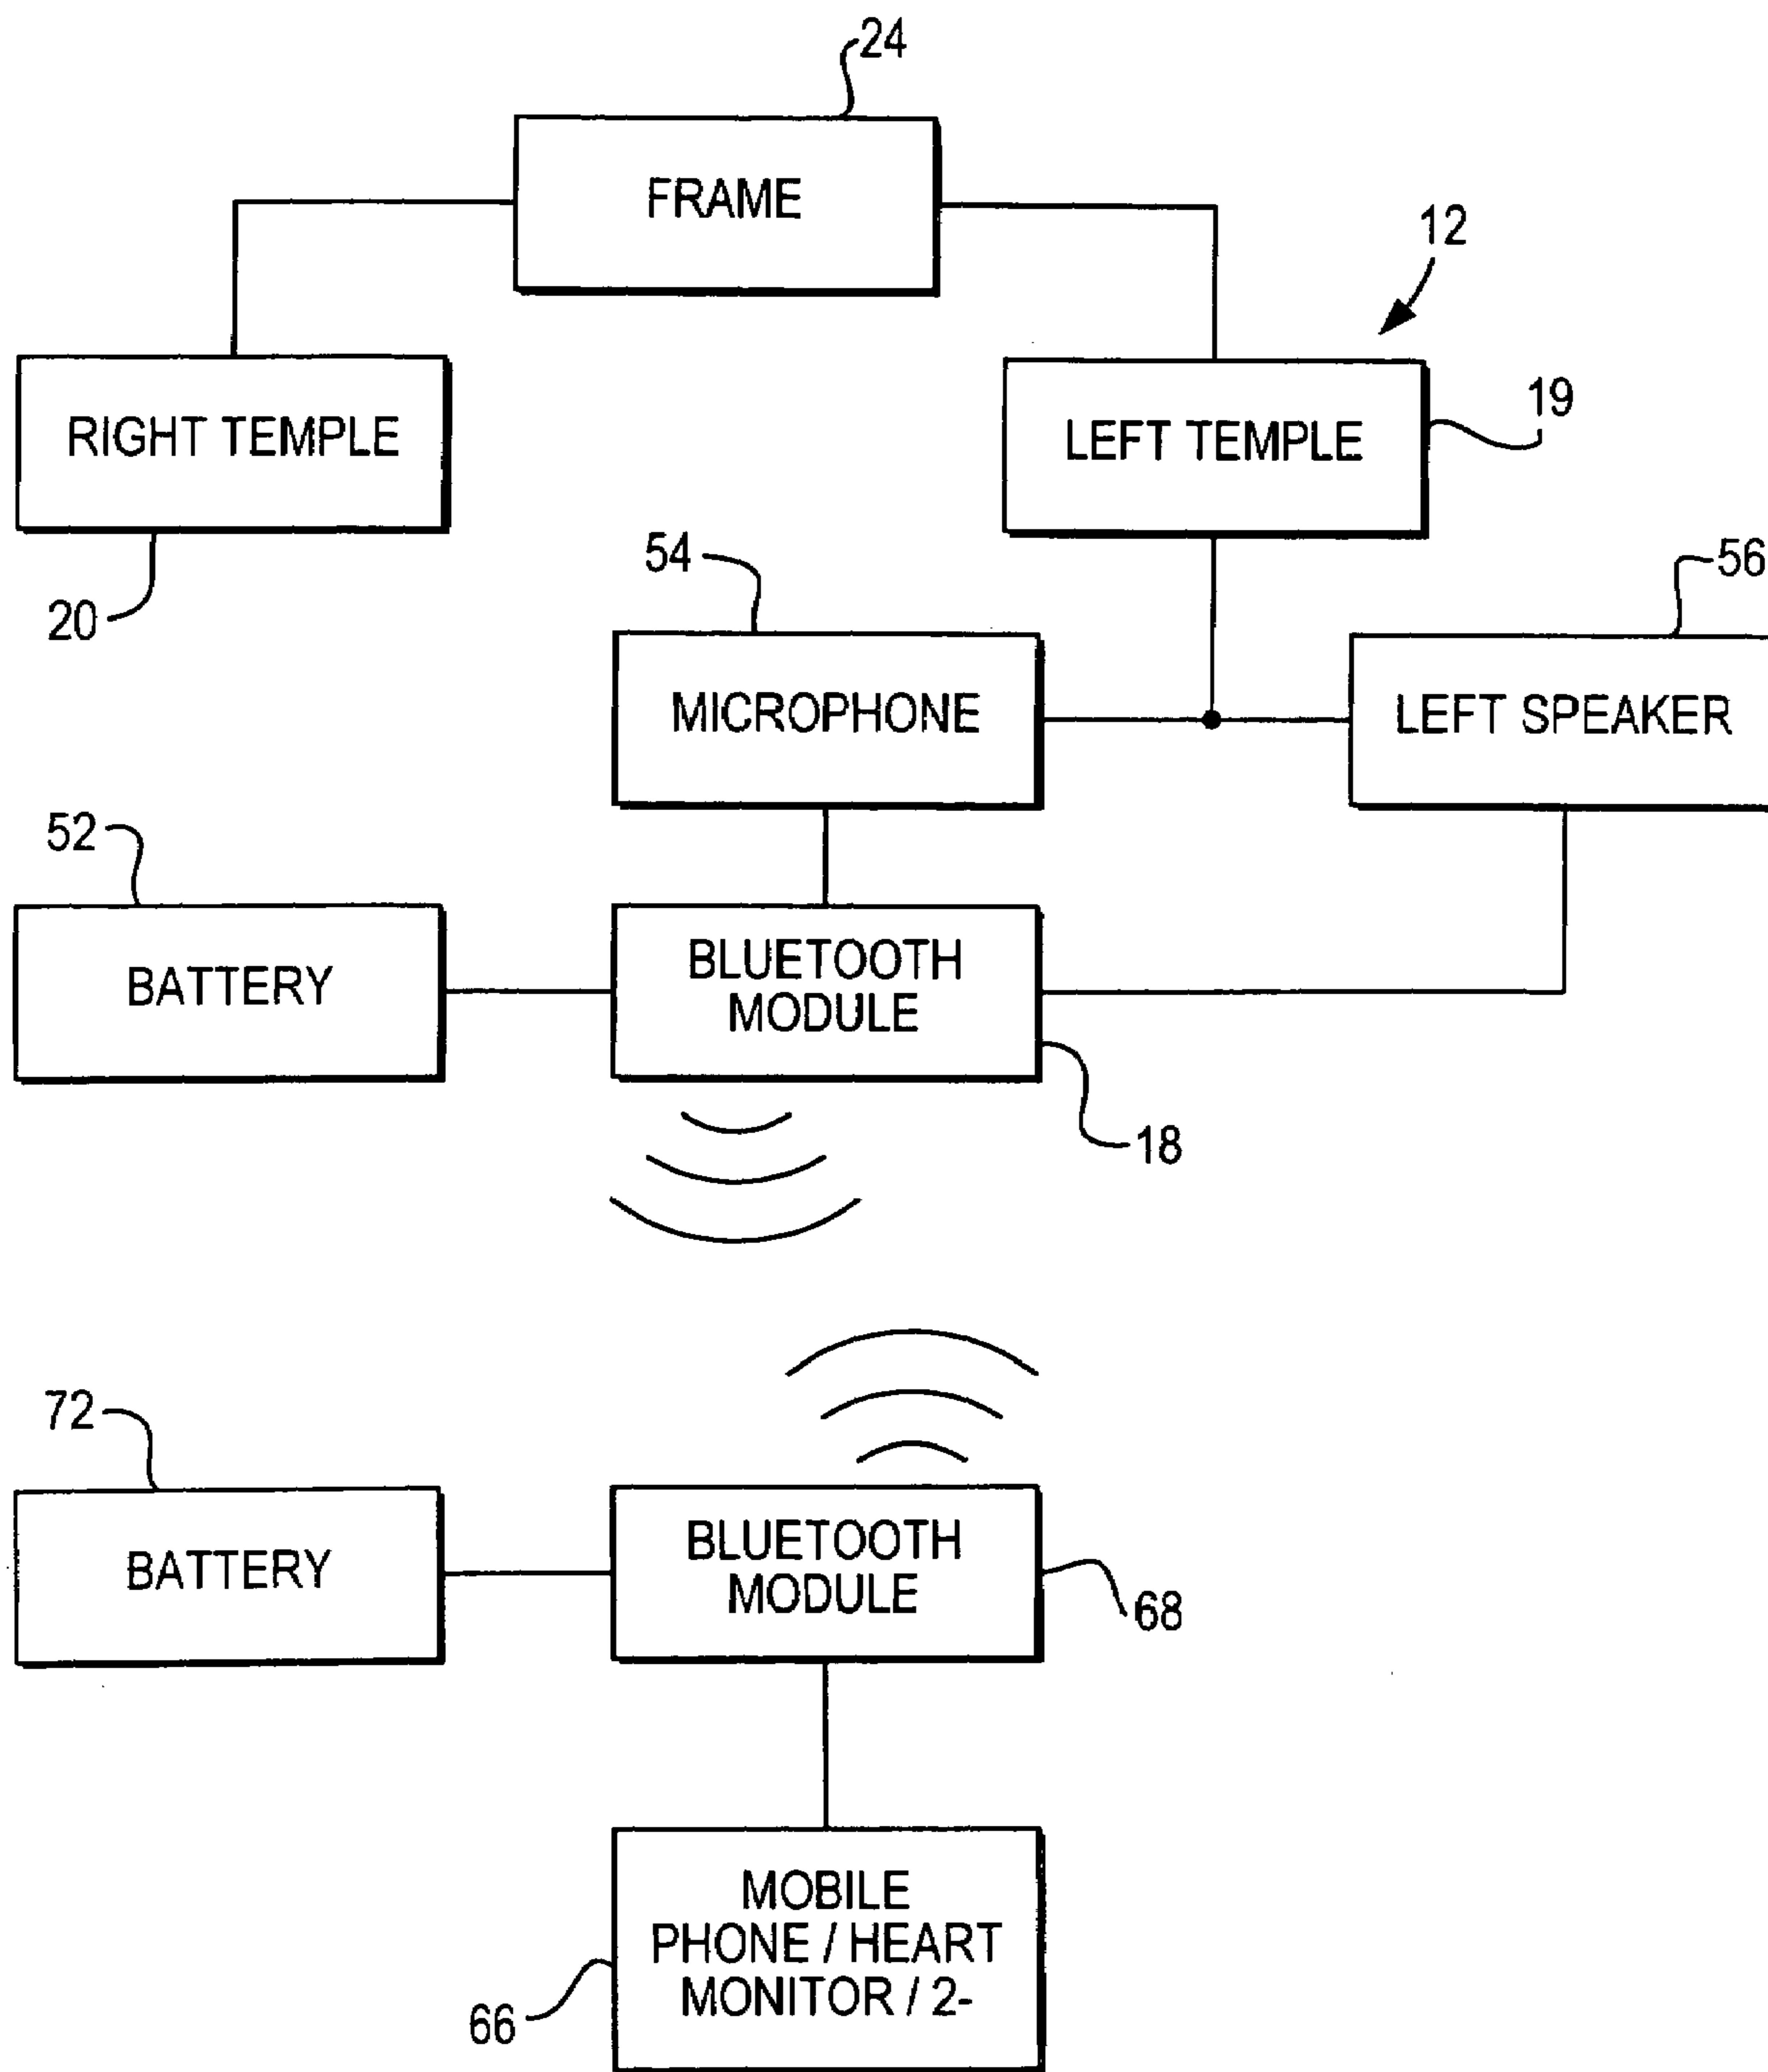 24
FRAME
12
RIGHT TEMPLE
LEFT TEMPLE
19
20
54
56
MICROPHONE
LEFT SPEAKER
52
BATTERY
BLUETOOTH
MODULE
18
72
BATTERY
BLUETOOTH
MODULE
68
MOBILE
PHONE / HEART
MONITOR / 2-
66